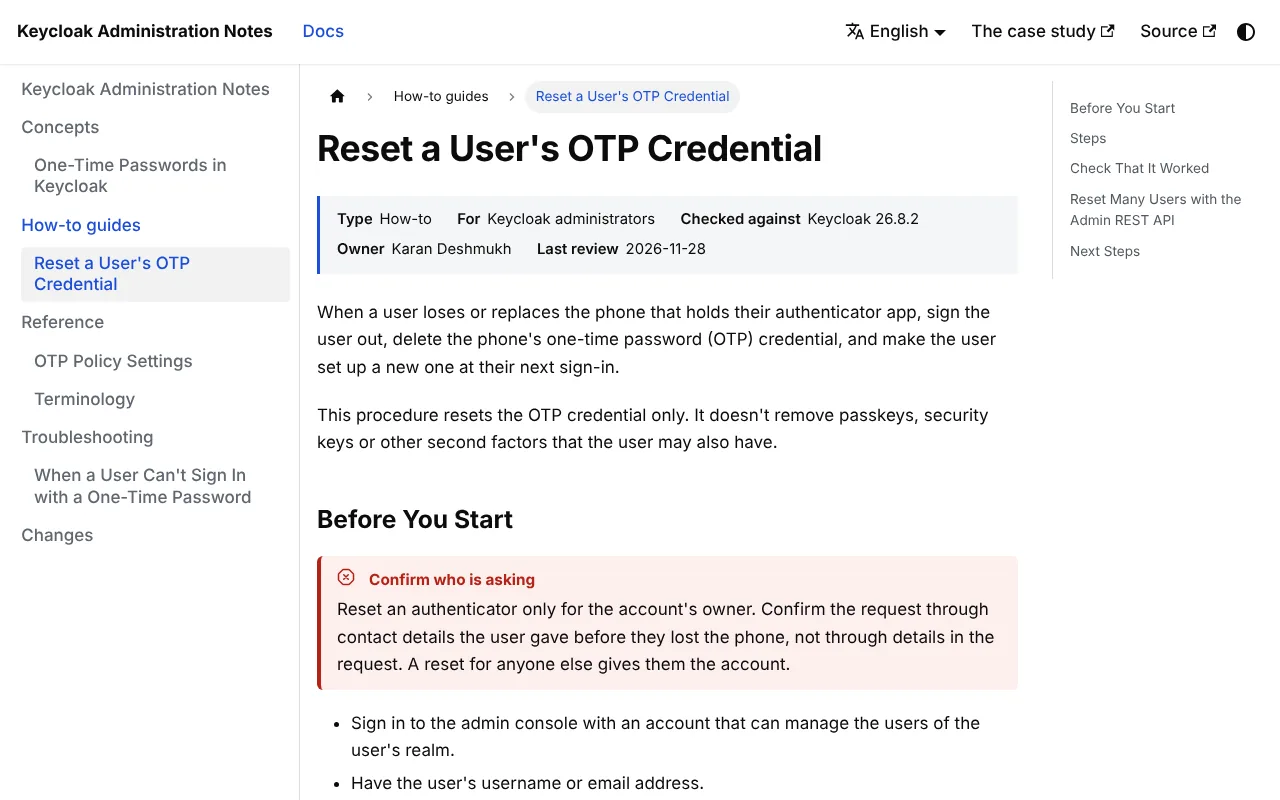 Keycloak Administration Notes
Docs
English
The case study
Source
Keycloak Administration Notes
Concepts
One-Time Passwords in
Keycloak
How-to guides
Reset a User's OTP
Credential
Reference
OTP Policy Settings
Terminology
Troubleshooting
When a User Can't Sign In
with a One-Time Password
Changes
How-to guides
Reset a User's OTP Credential
Reset a User's OTP Credential
Type How-to For Keycloak administrators Checked against Keycloak 26.8.2
Owner Karan Deshmukh Last review 2026-11-28
When a user loses or replaces the phone that holds their authenticator app, sign the
user out, delete the phone's one-time password (OTP) credential, and make the user
set up a new one at their next sign-in.
This procedure resets the OTP credential only. It doesn't remove passkeys, security
keys or other second factors that the user may also have.
Before You Start
Confirm who is asking
Reset an authenticator only for the account's owner. Confirm the request through
contact details the user gave before they lost the phone, not through details in the
request. A reset for anyone else gives them the account.
Sign in to the admin console with an account that can manage the users of the
user's realm.
Have the user's username or email address.
Before You Start
Steps
Check That It Worked
Reset Many Users with the
Admin REST API
Next Steps